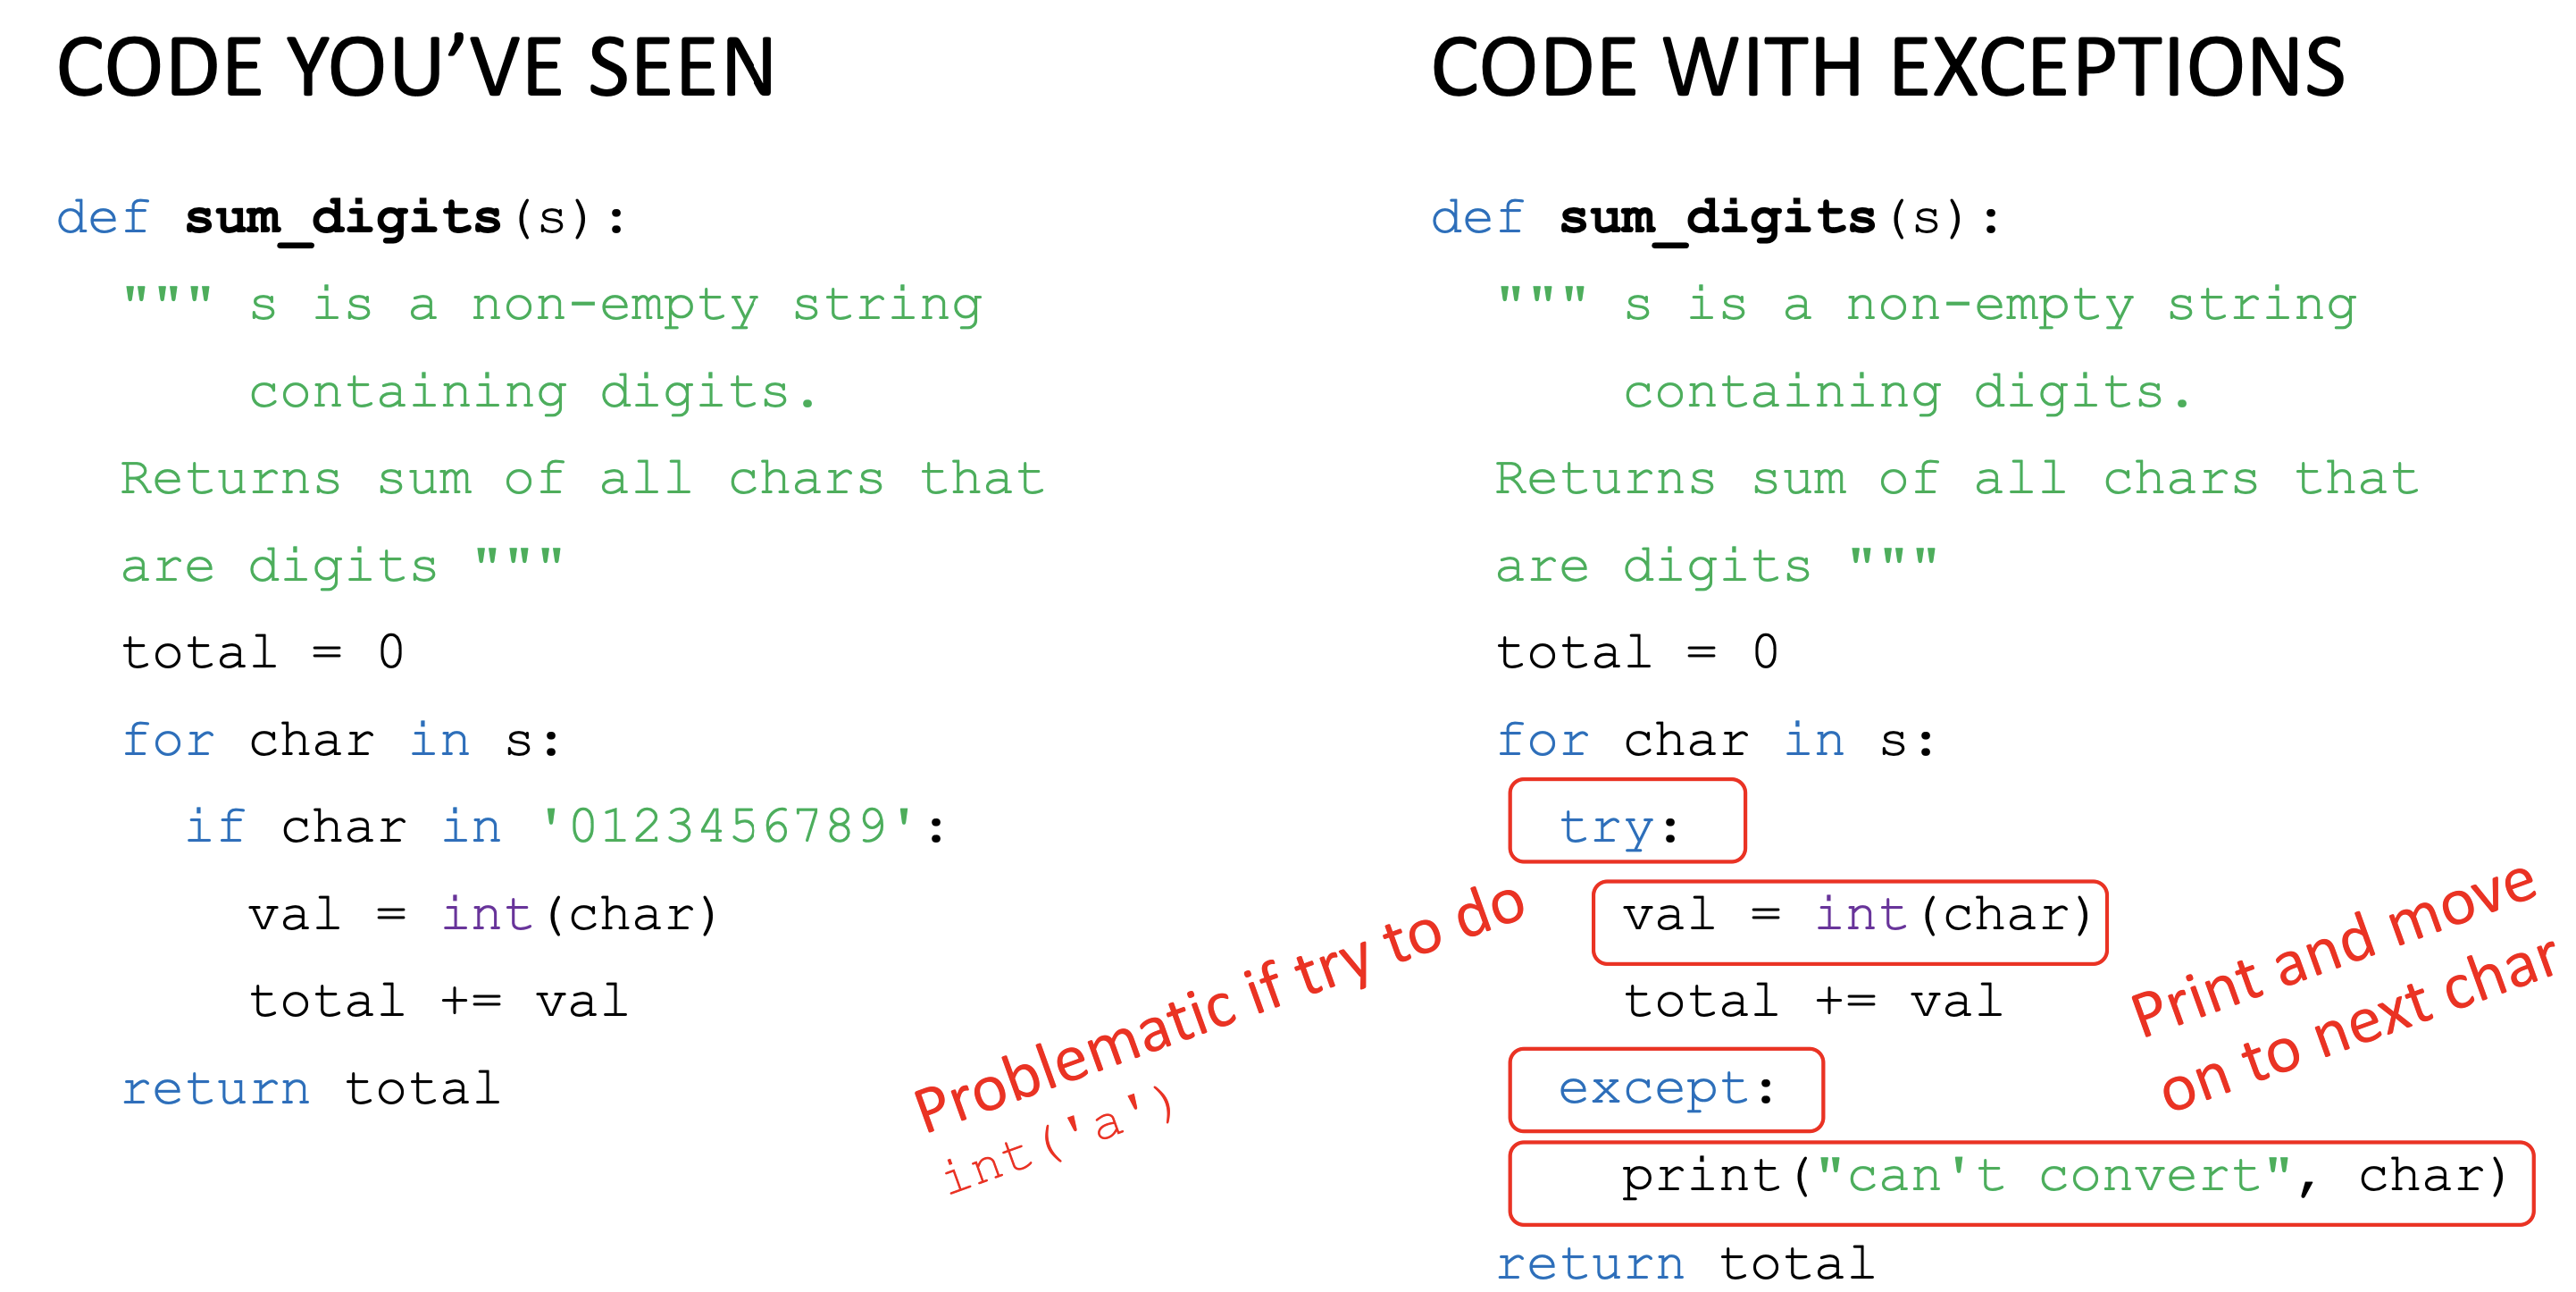 CODE YOU’VE SEEN
def sum_digits(s):
""" s is a non-empty string
containing digits.
Returns sum of all chars that
are digits """
total = 0
for char in s:
if char in '0123456789':
val = int(char)
total += val
return total
CODE WITH EXCEPTIONS
def sum_digits(s):
""" s is a non-empty string
containing digits.
Returns sum of all chars that
are digits """
total = 0
for char in s:
try:
val = int(char)
total += val
except:
print("can't convert", char)
return total
Problematic if try to do
int('a')
Print and move
on to next char